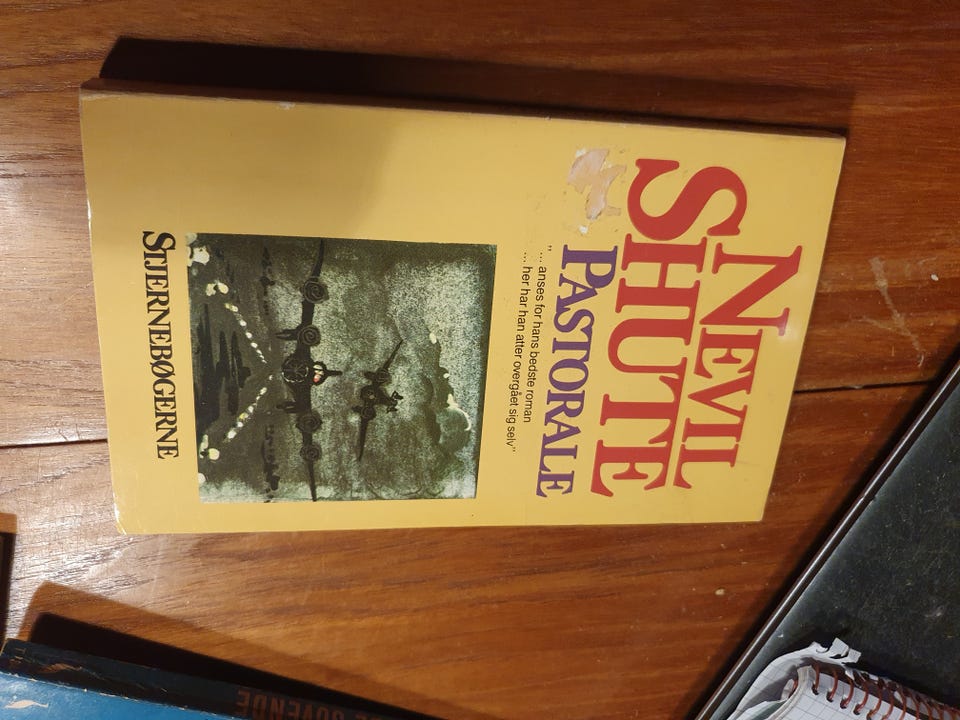 NEVIL
SHUTE
PASTORALE
"... anses for hans bedste roman
... her har han atter overgået sig selv"
STJERNEBØGERNE